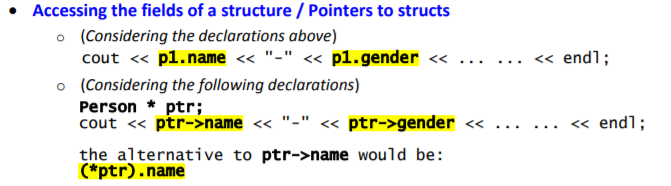 • Accessing the fields of a structure / Pointers to structs
o (Considering the declarations above)
cout << p1.name << "-" << p1.gender << ... ... << endl;
o (Considering the following declarations)
Person * ptr;
cout << ptr->name << "-" << ptr->gender << ... ... << endl;
the alternative to ptr->name would be:
(*ptr).name